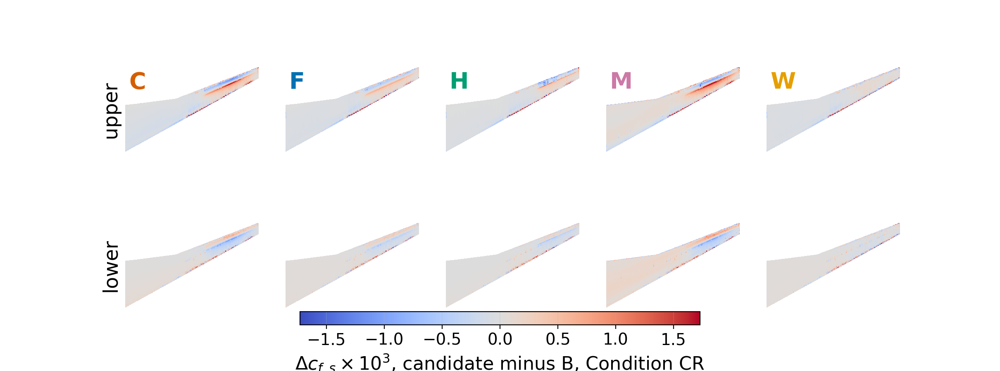 C F H M W
upper
lower
−1.5 −1.0 −0.5 0.0 0.5 1.0 1.5
Δc_{f s} × 10³, candidate minus B, Condition CR